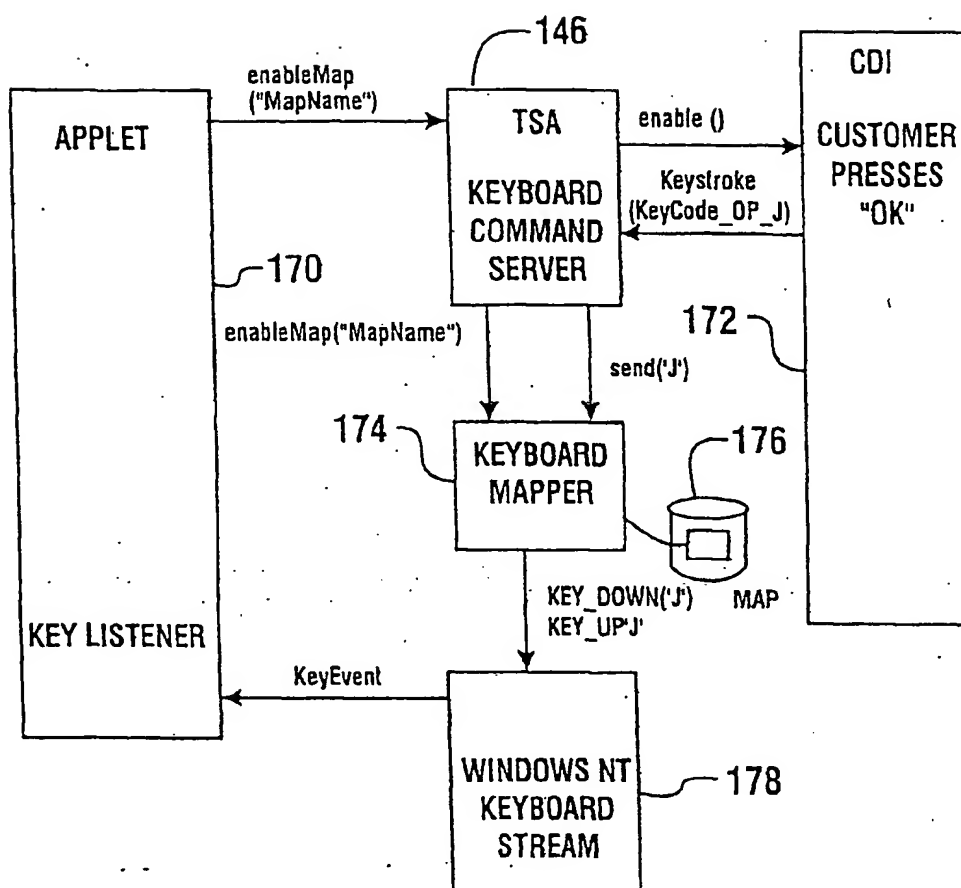 146
enableMap
("MapName")
APPLET
170
TSA
KEYBOARD
COMMAND
SERVER
enable ()
Keystroke
(KeyCode_OP_J)
CDI
CUSTOMER
PRESSES
"OK"
172
enableMap("MapName")
send('J')
174
KEYBOARD
MAPPER
176
MAP
KEY_DOWN('J')
KEY_UP'J'
KEY LISTENER
KeyEvent
WINDOWS NT
KEYBOARD
STREAM
178